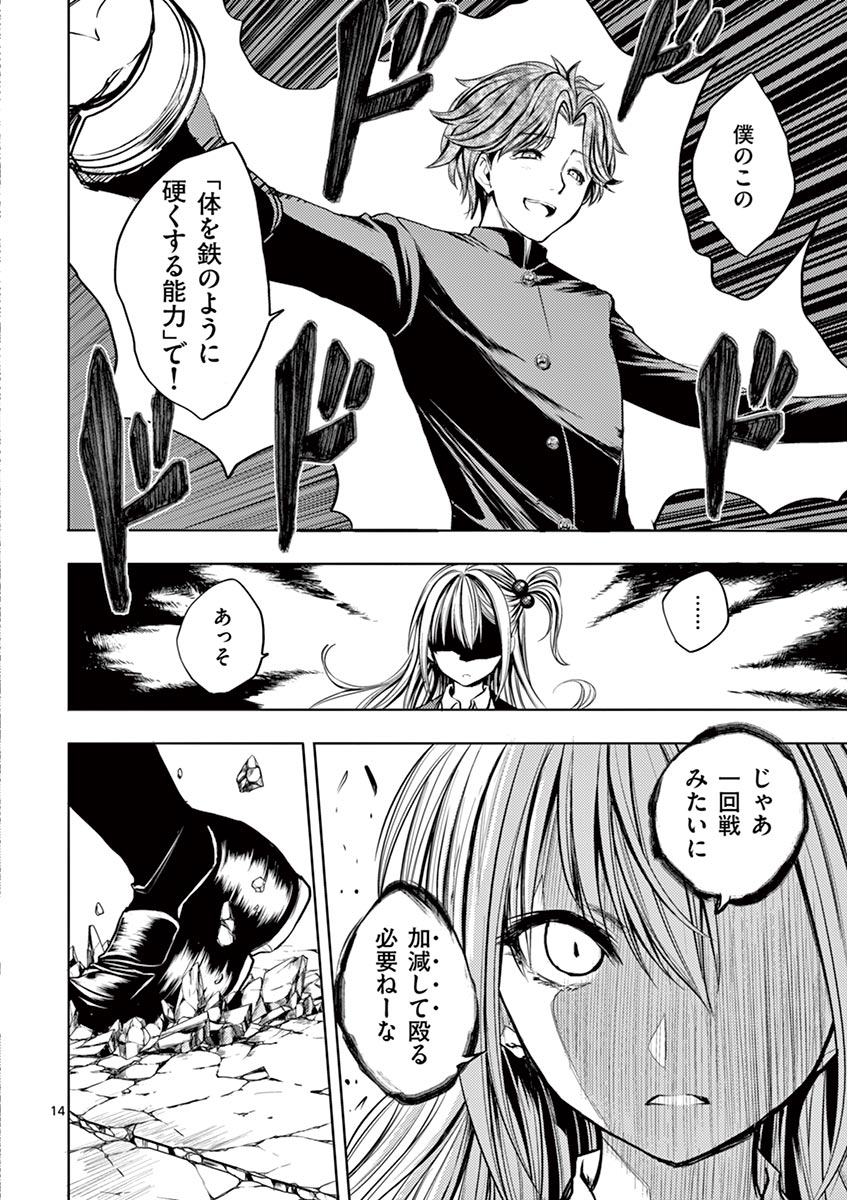 僕のこの
「体を鉄のように
硬くする能力」で！
ドド
ド
ドド
ドド
……
あっそ
じゃあ
一回戦
みたいに
加減して殴る
必要ねーな
14